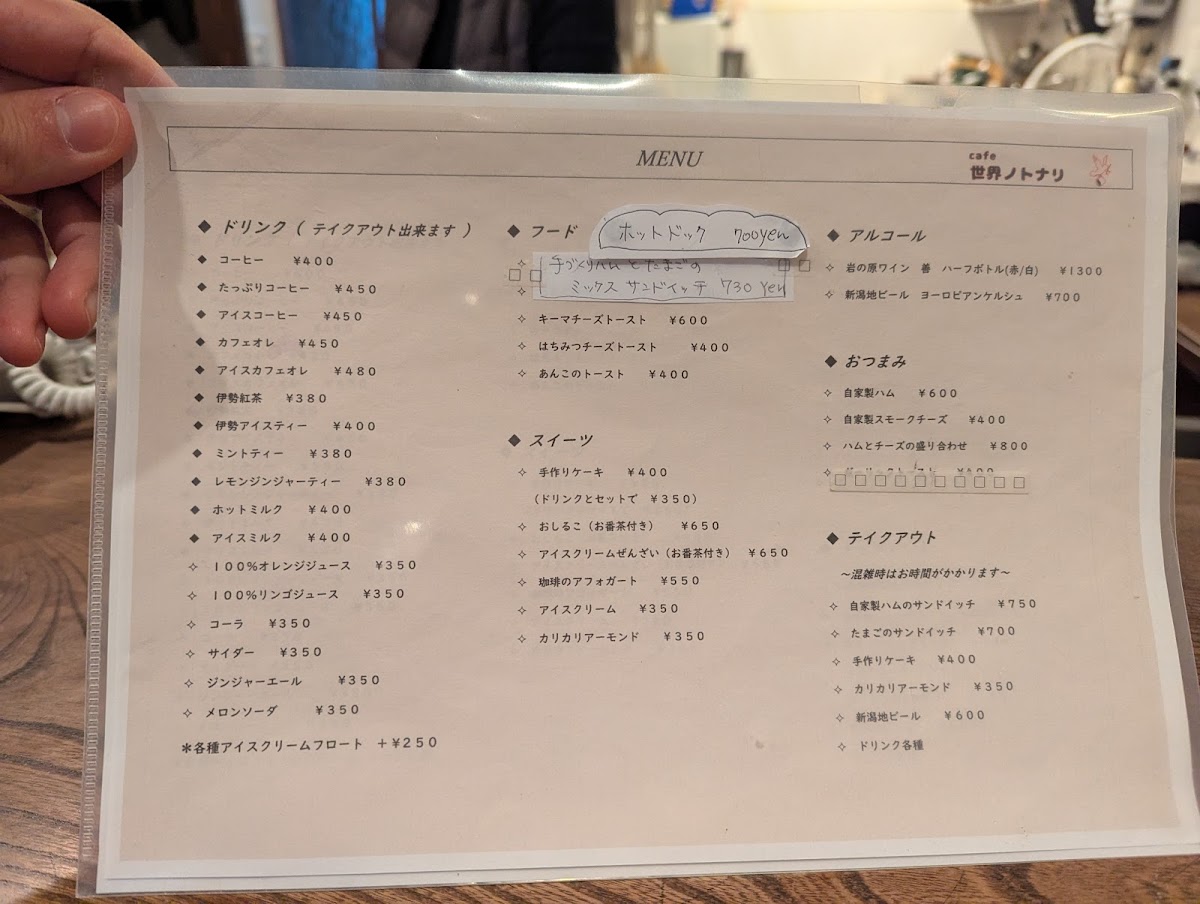 MENU
cafe
世界ノトナリ
◆ ドリンク ( テイクアウト出来ます )
◆ コーヒー ¥400
◆ たっぷりコーヒー ¥450
◆ アイスコーヒー ¥450
◆ カフェオレ ¥450
◆ アイスカフェオレ ¥480
◆ 伊勢紅茶 ¥380
◆ 伊勢アイスティー ¥400
◆ ミントティー ¥380
◆ レモンジンジャーティー ¥380
◆ ホットミルク ¥400
◆ アイスミルク ¥400
✧ 100%オレンジジュース ¥350
✧ 100%リンゴジュース ¥350
✧ コーラ ¥350
✧ サイダー ¥350
✧ ジンジャーエール ¥350
✧ メロンソーダ ¥350
＊各種アイスクリームフロート ＋¥250
◆ フード
ホットドック 700yen
手づくりハムとたまごの
ミックスサンドイッチ 730 Yen
✧ キーマチーズトースト ¥600
✧ はちみつチーズトースト ¥400
✧ あんこのトースト ¥400
◆ スイーツ
✧ 手作りケーキ ¥400
(ドリンクとセットで ¥350)
✧ おしるこ (お番茶付き) ¥650
✧ アイスクリームぜんざい (お番茶付き) ¥650
✧ 珈琲のアフォガート ¥550
✧ アイスクリーム ¥350
✧ カリカリアーモンド ¥350
◆ アルコール
✧ 岩の原ワイン 善 ハーフボトル(赤/白) ¥1300
✧ 新潟地ビール ヨーロピアンケルシュ ¥700
◆ おつまみ
✧ 自家製ハム ¥600
✧ 自家製スモークチーズ ¥400
✧ ハムとチーズの盛り合わせ ¥800
◆ テイクアウト
～混雑時はお時間がかかります～
✧ 自家製ハムのサンドイッチ ¥750
✧ たまごのサンドイッチ ¥700
✧ 手作りケーキ ¥400
✧ カリカリアーモンド ¥350
✧ 新潟地ビール ¥600
✧ ドリンク各種